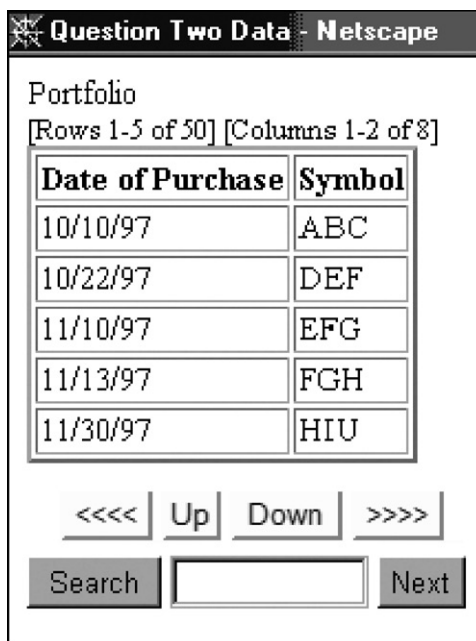 Question Two Data - Netscape
Portfolio
[Rows 1-5 of 50] [Columns 1-2 of 8]
Date of Purchase Symbol
10/10/97 ABC
10/22/97 DEF
11/10/97 EFG
11/13/97 FGH
11/30/97 HIU
<<<< Up Down >>>>
Search Next